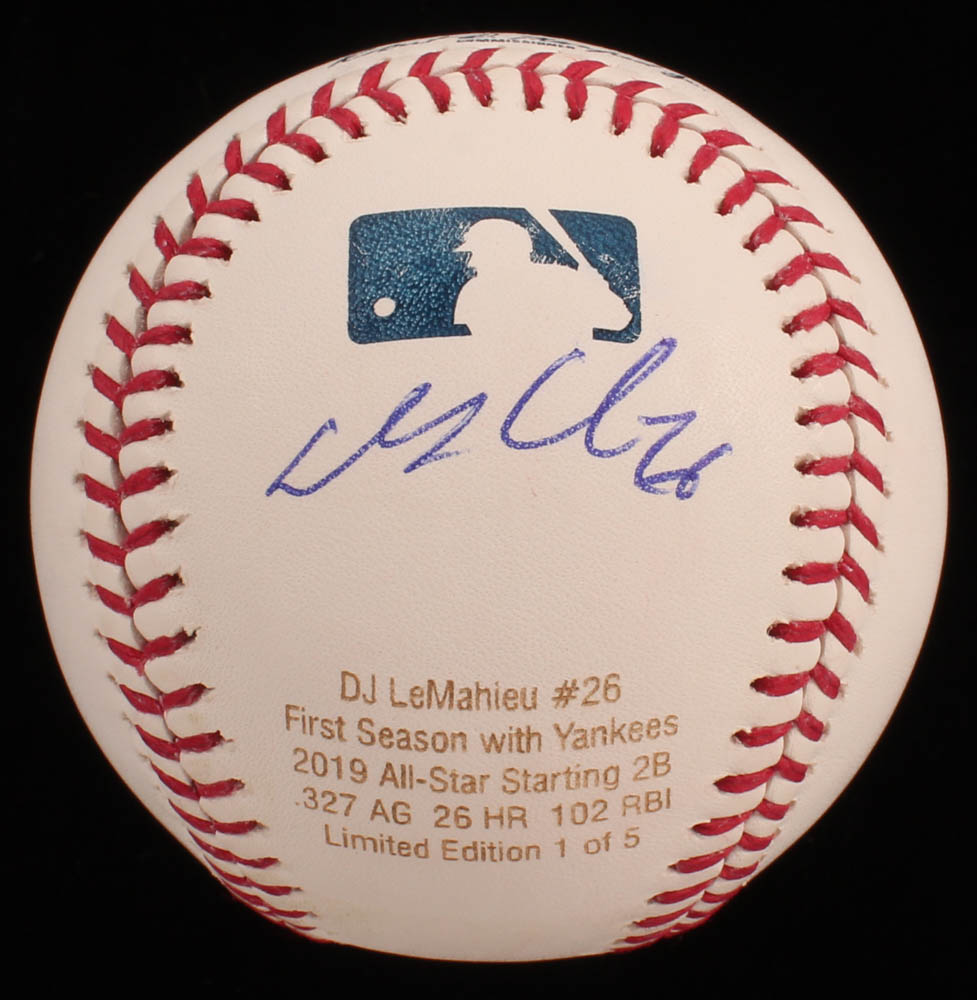 COMMISSIONER
DJ LeMahieu #26
First Season with Yankees
2019 All-Star Starting 2B
.327 AG 26 HR 102 RBI
Limited Edition 1 of 5